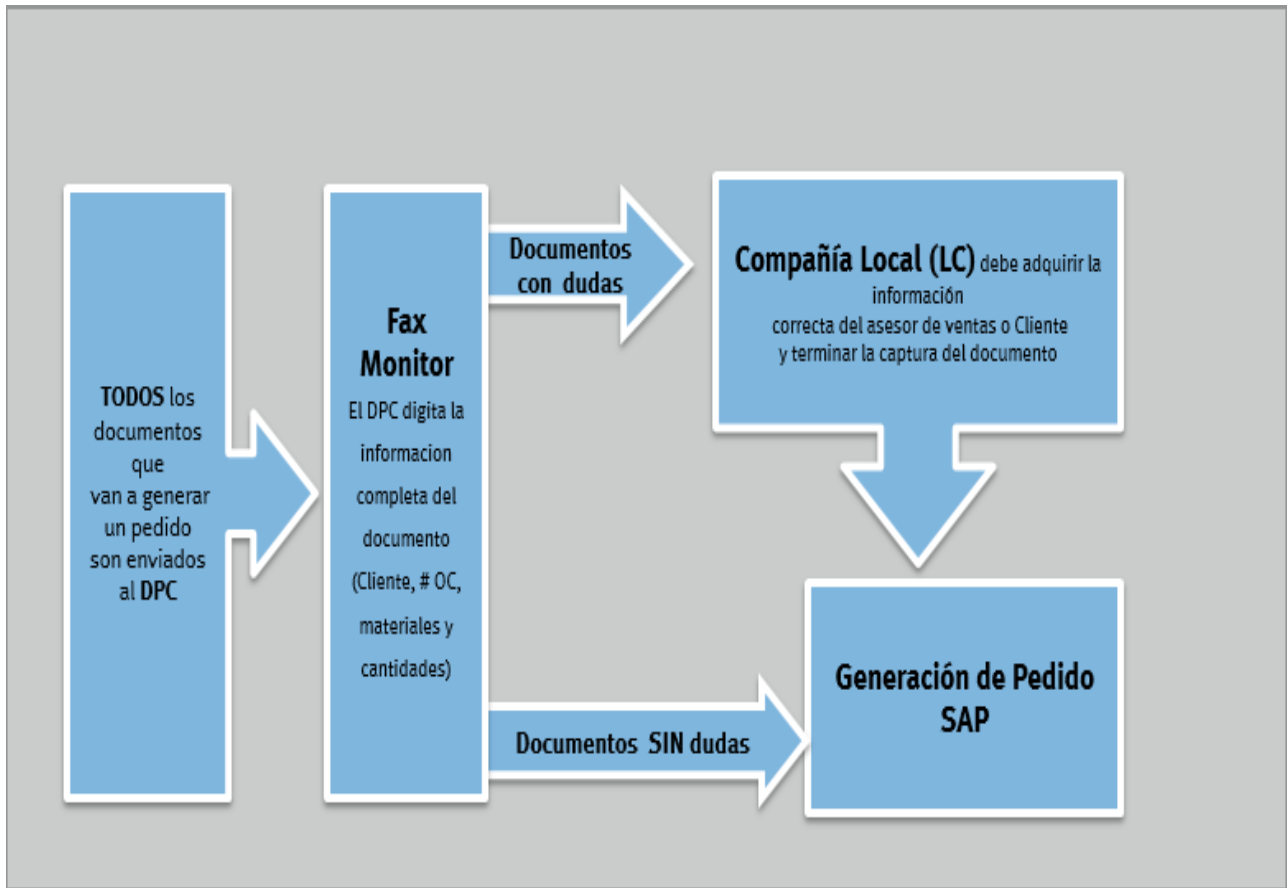 TODOS los
documentos
que
van a generar
un pedido
son enviados
al DPC
Fax
Monitor
El DPC digita la
informacion
completa del
documento
(Cliente, # OC,
materiales y
cantidades)
Documentos
con dudas
Compañía Local (LC) debe adquirir la
información
correcta del asesor de ventas o Cliente
y terminar la captura del documento
Documentos SIN dudas
Generación de Pedido
SAP